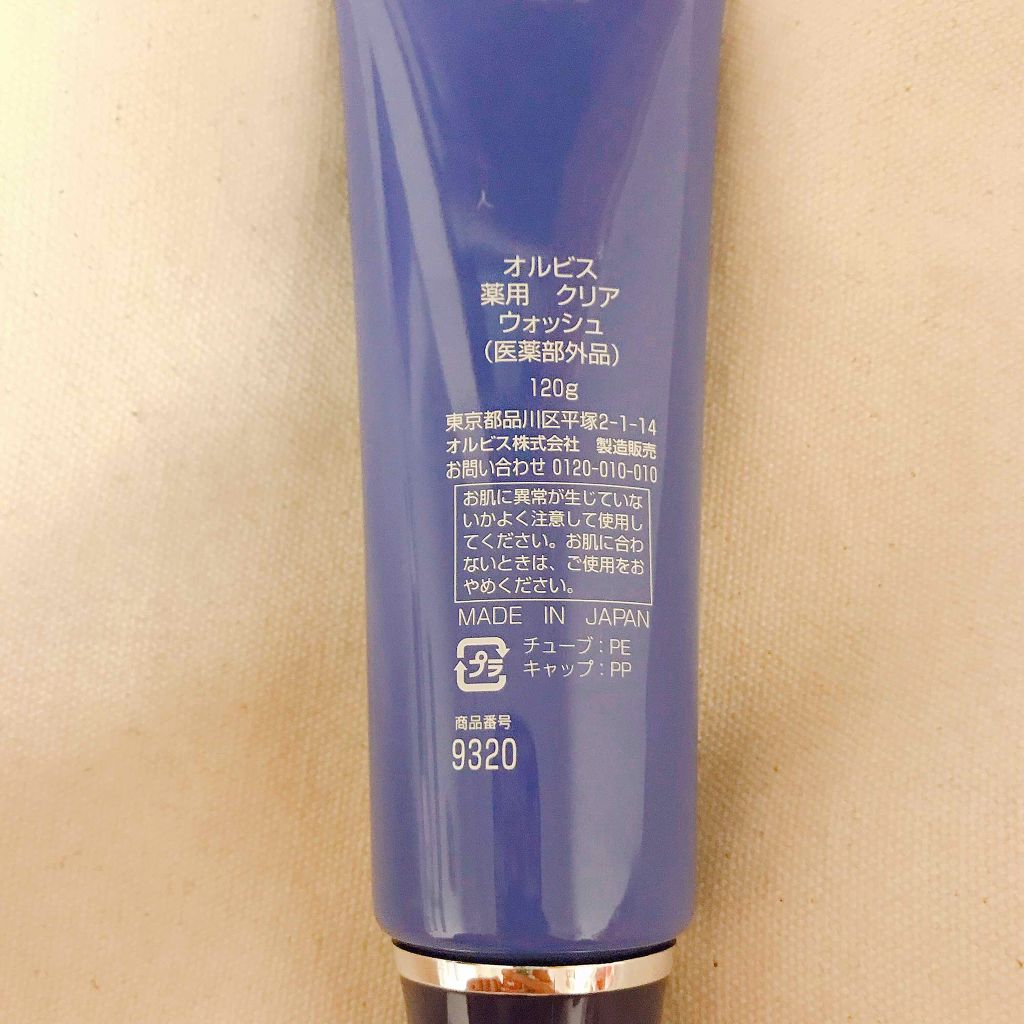 オルビス
薬用　クリア
ウォッシュ
（医薬部外品）
120g
東京都品川区平塚2-1-14
オルビス株式会社　製造販売
お問い合わせ 0120-010-010
お肌に異常が生じていな
いかよく注意して使用し
てください。お肌に合わ
ないときは、ご使用をお
やめください。
MADE IN JAPAN
プラ
チューブ：PE
キャップ：PP
商品番号
9320